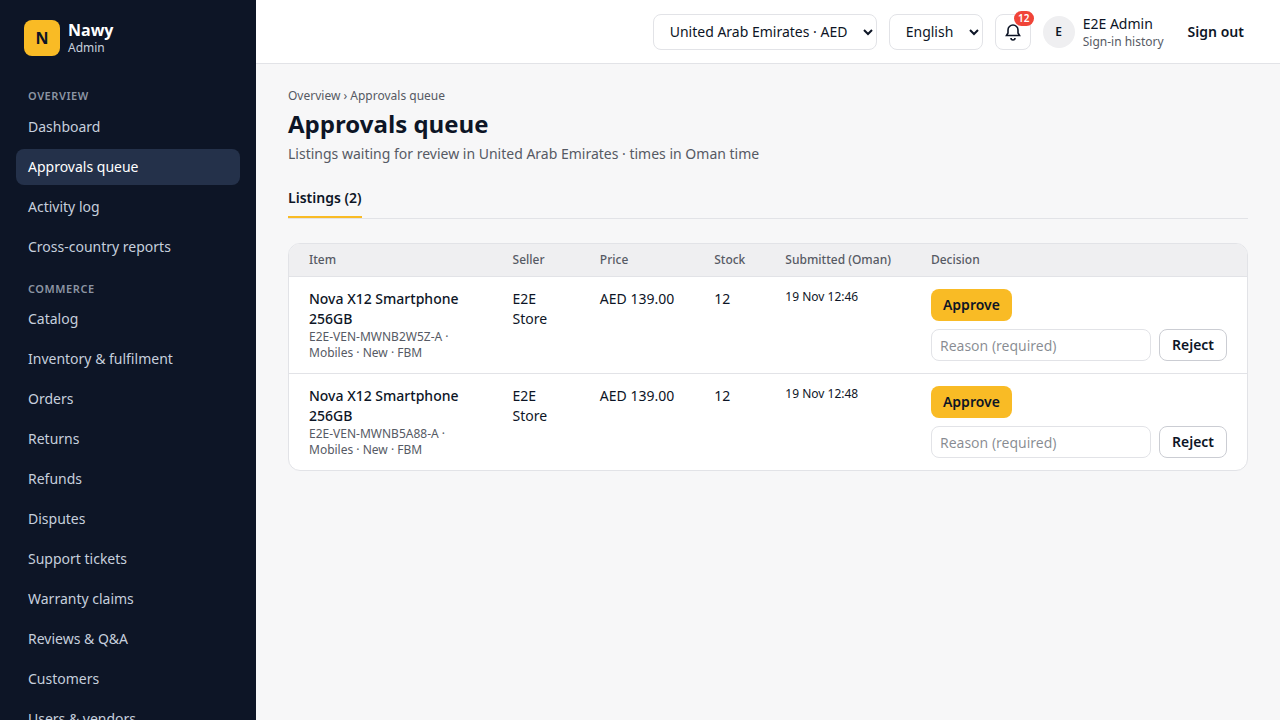 N
Nawy
Admin
OVERVIEW
Dashboard
Approvals queue
Activity log
Cross-country reports
COMMERCE
Catalog
Inventory & fulfilment
Orders
Returns
Refunds
Disputes
Support tickets
Warranty claims
Reviews & Q&A
Customers
Users & vendors
United Arab Emirates · AED
English
12
E
E2E Admin
Sign-in history
Sign out
Overview › Approvals queue
Approvals queue
Listings waiting for review in United Arab Emirates · times in Oman time
Listings (2)
Item Seller Price Stock Submitted (Oman) Decision
Nova X12 Smartphone
256GB
E2E-VEN-MWNB2W5Z-A ·
Mobiles · New · FBM
E2E
Store
AED 139.00
12
19 Nov 12:46
Approve
Reason (required)
Reject
Nova X12 Smartphone
256GB
E2E-VEN-MWNB5A88-A ·
Mobiles · New · FBM
E2E
Store
AED 139.00
12
19 Nov 12:48
Approve
Reason (required)
Reject